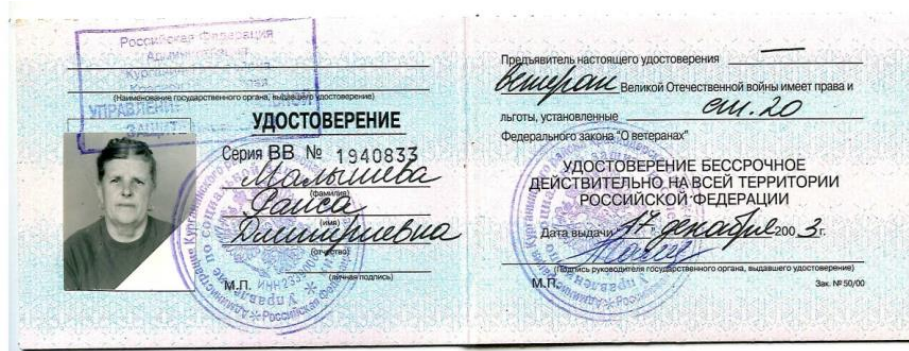 Российская Федерация
Администрация
УПРАВЛЕНИЕ
(Наименование государственного органа, выдавшего удостоверение)
УДОСТОВЕРЕНИЕ
Серия ВВ № 1940833
Малышева
(фамилия)
Раиса
(имя)
Дмитриевна
(отчество)
(личная подпись)
М.П.
Предъявитель настоящего удостоверения
ветеран Великой Отечественной войны имеет права и
льготы, установленные ст. 20
Федерального закона "О ветеранах"
УДОСТОВЕРЕНИЕ БЕССРОЧНОЕ
ДЕЙСТВИТЕЛЬНО НА ВСЕЙ ТЕРРИТОРИИ
РОССИЙСКОЙ ФЕДЕРАЦИИ
Дата выдачи 17 декабря 2003г.
(Подпись руководителя государственного органа, выдавшего удостоверение)
М.П.
Зак. № 50/00